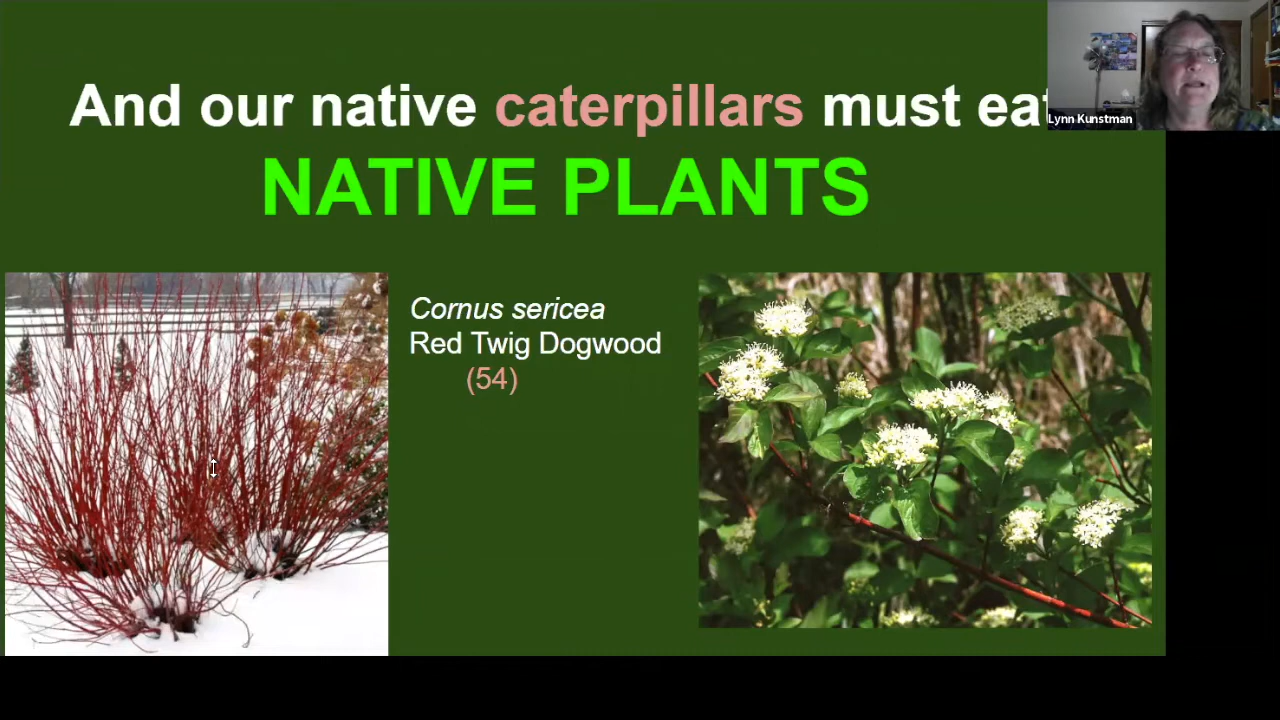 And our native caterpillars must eat
NATIVE PLANTS
Lynn Kunstman
Cornus sericea
Red Twig Dogwood
(54)